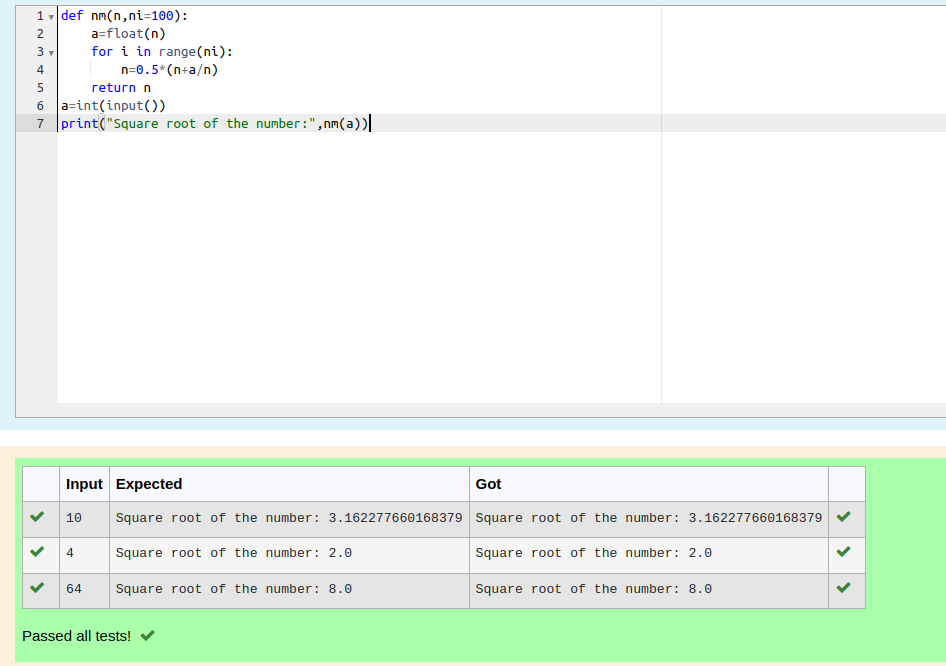 1 def nm(n,ni=100):
2     a=float(n)
3     for i in range(ni):
4         n=0.5*(n+a/n)
5     return n
6 a=int(input())
7 print("Square root of the number:",nm(a))
Input Expected Got
10 Square root of the number: 3.162277660168379 Square root of the number: 3.162277660168379
4 Square root of the number: 2.0 Square root of the number: 2.0
64 Square root of the number: 8.0 Square root of the number: 8.0
Passed all tests!